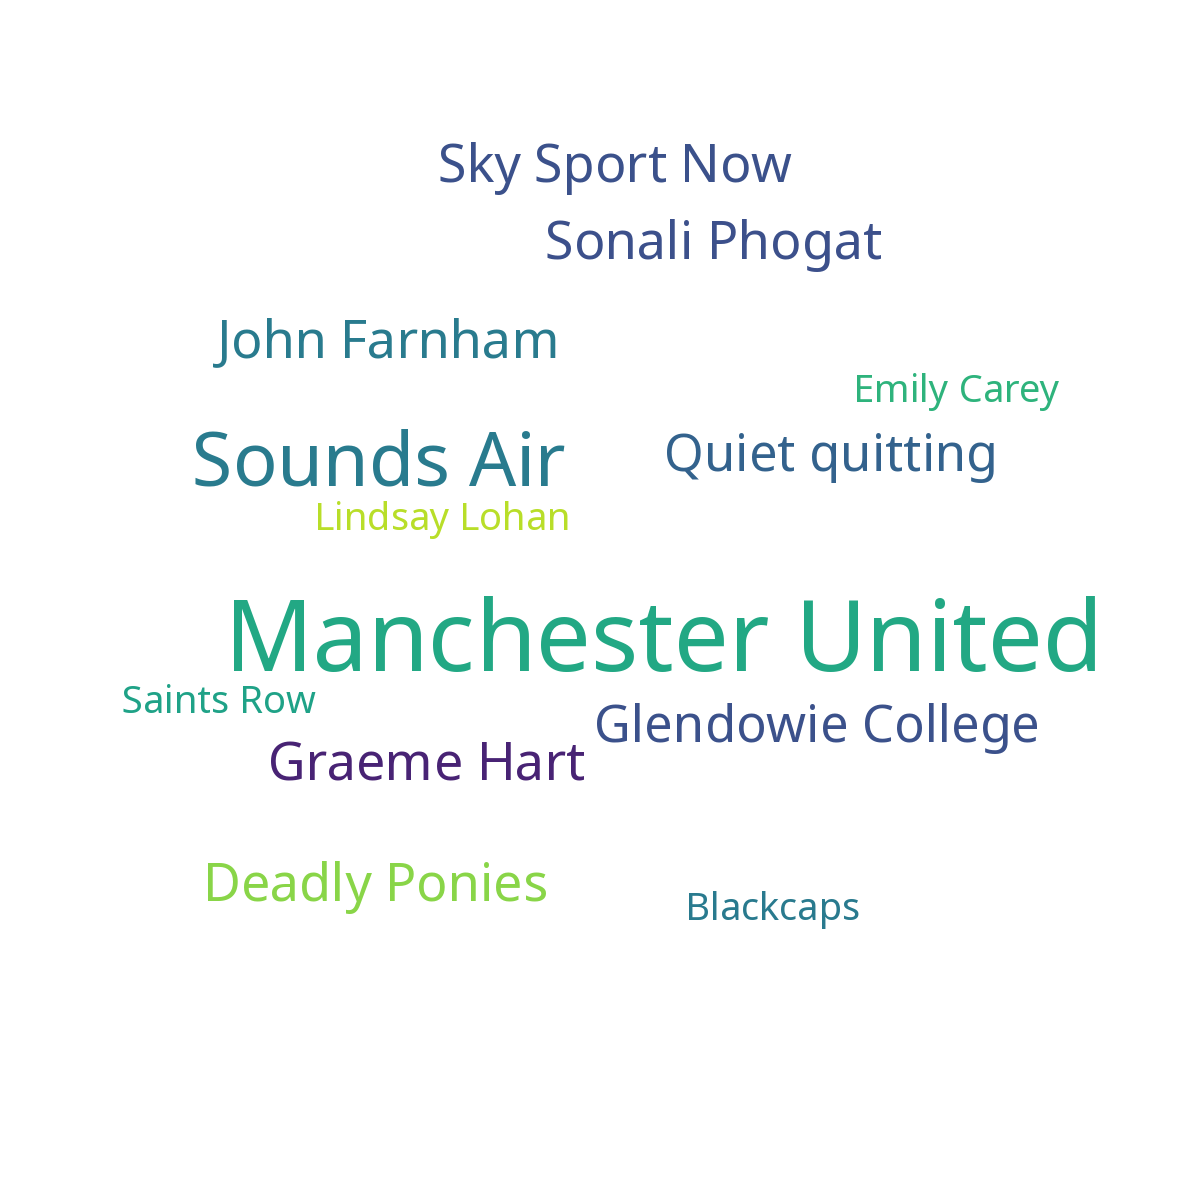 Sky Sport Now
Sonali Phogat
John Farnham
Emily Carey
Sounds Air
Quiet quitting
Lindsay Lohan
Manchester United
Saints Row
Glendowie College
Graeme Hart
Deadly Ponies
Blackcaps